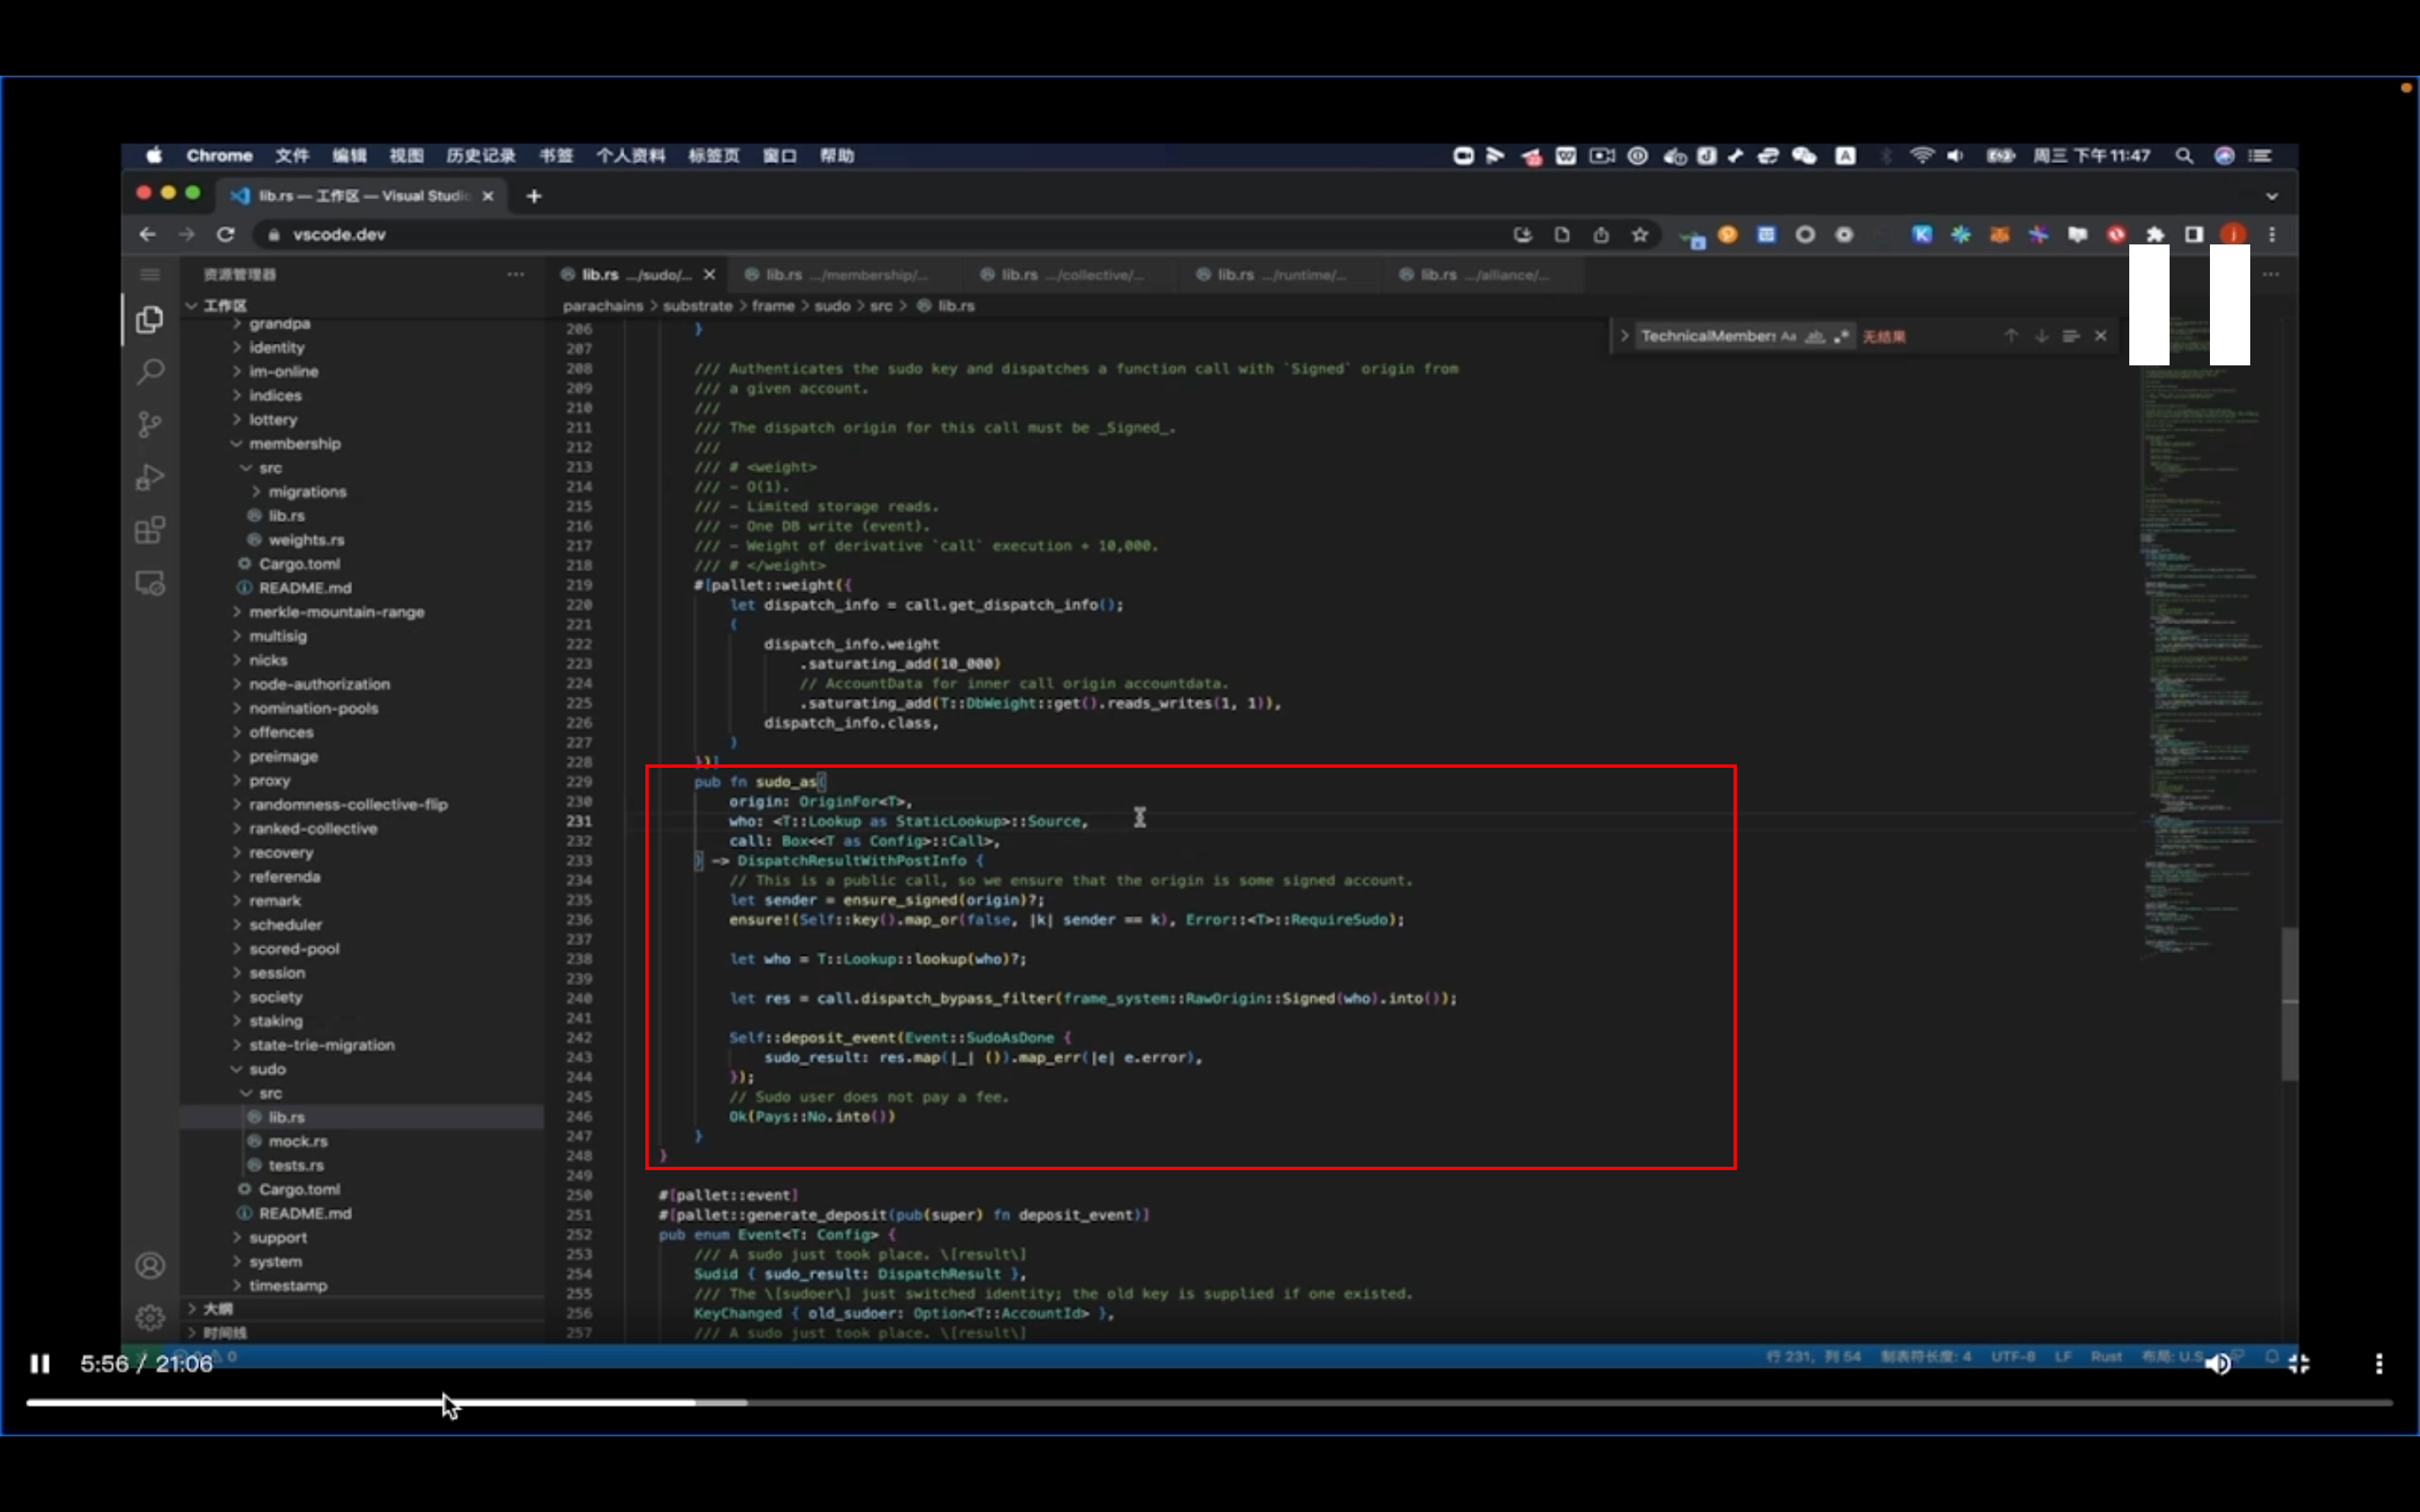 Chrome 文件 编辑 视图 历史记录 书签 个人资料 标签页 窗口 帮助
周三 下午11:47
lib.rs — 工作区 — Visual Studio
vscode.dev
资源管理器
lib.rs .../sudo/... lib.rs .../membership/... lib.rs .../collective/... lib.rs .../runtime/... lib.rs .../alliance/...
工作区
parachains > substrate > frame > sudo > src > lib.rs
TechnicalMembers Aa ab .* 无结果
grandpa
identity
im-online
indices
lottery
membership
src
migrations
lib.rs
weights.rs
Cargo.toml
README.md
merkle-mountain-range
multisig
nicks
node-authorization
nomination-pools
offences
preimage
proxy
randomness-collective-flip
ranked-collective
recovery
referenda
remark
scheduler
scored-pool
session
society
staking
state-trie-migration
sudo
src
lib.rs
mock.rs
tests.rs
Cargo.toml
README.md
support
system
timestamp
大纲
时间线
206 }
207
208 /// Authenticates the sudo key and dispatches a function call with `Signed` origin from
209 /// a given account.
210 ///
211 /// The dispatch origin for this call must be _Signed_.
212 ///
213 /// # <weight>
214 /// - O(1).
215 /// - Limited storage reads.
216 /// - One DB write (event).
217 /// - Weight of derivative `call` execution + 10,000.
218 /// # </weight>
219 #[pallet::weight({
220 let dispatch_info = call.get_dispatch_info();
221 (
222 dispatch_info.weight
223 .saturating_add(10_000)
224 // AccountData for inner call origin accountdata.
225 .saturating_add(T::DbWeight::get().reads_writes(1, 1)),
226 dispatch_info.class,
227 )
228 })]
229 pub fn sudo_as(
230 origin: OriginFor<T>,
231 who: <T::Lookup as StaticLookup>::Source,
232 call: Box<<T as Config>::Call>,
233 ) -> DispatchResultWithPostInfo {
234 // This is a public call, so we ensure that the origin is some signed account.
235 let sender = ensure_signed(origin)?;
236 ensure!(Self::key().map_or(false, |k| sender == k), Error::<T>::RequireSudo);
237
238 let who = T::Lookup::lookup(who)?;
239
240 let res = call.dispatch_bypass_filter(frame_system::RawOrigin::Signed(who).into());
241
242 Self::deposit_event(Event::SudoAsDone {
243 sudo_result: res.map(|_| ()).map_err(|e| e.error),
244 });
245 // Sudo user does not pay a fee.
246 Ok(Pays::No.into())
247 }
248 }
249
250 #[pallet::event]
251 #[pallet::generate_deposit(pub(super) fn deposit_event)]
252 pub enum Event<T: Config> {
253 /// A sudo just took place. \[result\]
254 Sudid { sudo_result: DispatchResult },
255 /// The \[sudoer\] just switched identity; the old key is supplied if one existed.
256 KeyChanged { old_sudoer: Option<T::AccountId> },
257 /// A sudo just took place. \[result\]
5:56 / 21:06
行 231, 列 54 制表符长度: 4 UTF-8 LF Rust 布局: U.S